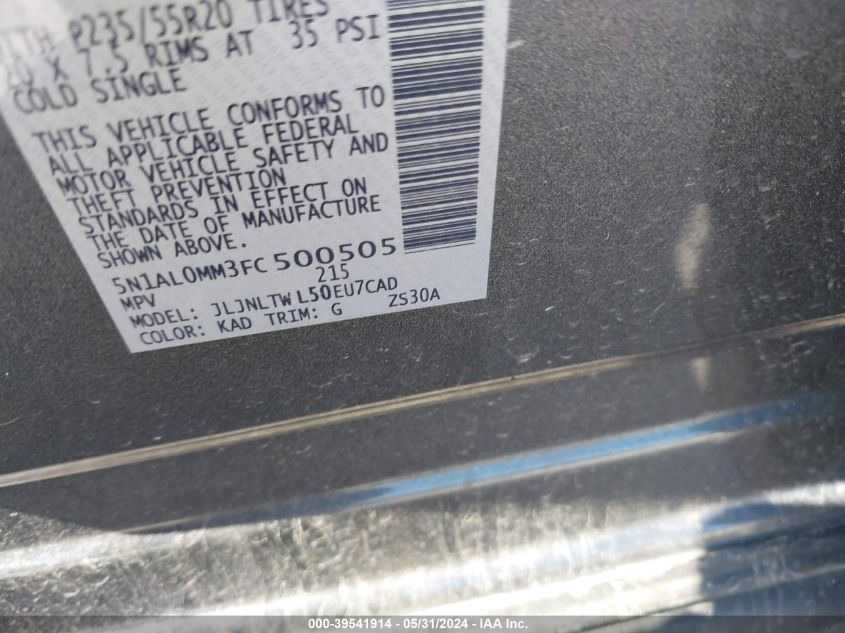 WITH P235/55R20 TIRES
20 X 7.5 RIMS AT 35 PSI
COLD SINGLE
THIS VEHICLE CONFORMS TO
ALL APPLICABLE FEDERAL
MOTOR VEHICLE SAFETY AND
THEFT PREVENTION
STANDARDS IN EFFECT ON
THE DATE OF MANUFACTURE
SHOWN ABOVE.
5N1AL0MM3FC500505
MPV 215
MODEL: JLJNLTWL50EU7CAD
COLOR: KAD TRIM: G ZS30A
000-39541914 - 05/31/2024 - IAA Inc.